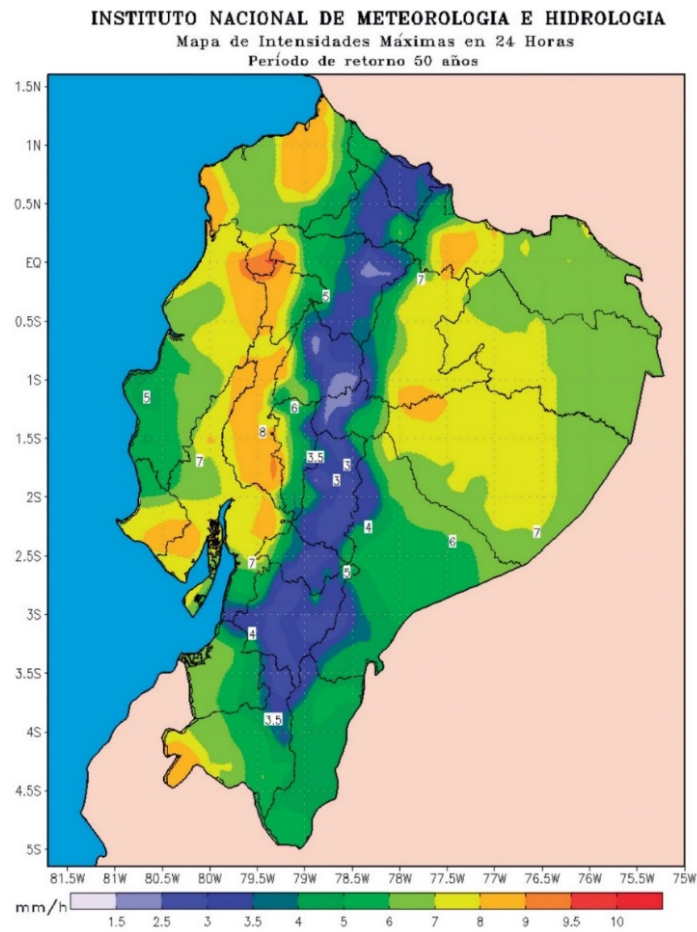 INSTITUTO NACIONAL DE METEOROLOGIA E HIDROLOGIA
Mapa de Intensidades Máximas en 24 Horas
Período de retorno 50 años
1.5N
1N
0.5N
EQ
7
0.5S
5
1S
5
6
1.5S
8
7
3,5
3
3
2S
4
7
6
2.5S
7
5
3S
4
3.5S
3,5
4S
4.5S
5S
81.5W 81W 80.5W 80W 79.5W 79W 78.5W 78W 77.5W 77W 76.5W 76W 75.5W 75W
mm/h
1.5 2.5 3 3.5 4 5 6 7 8 9 9.5 10